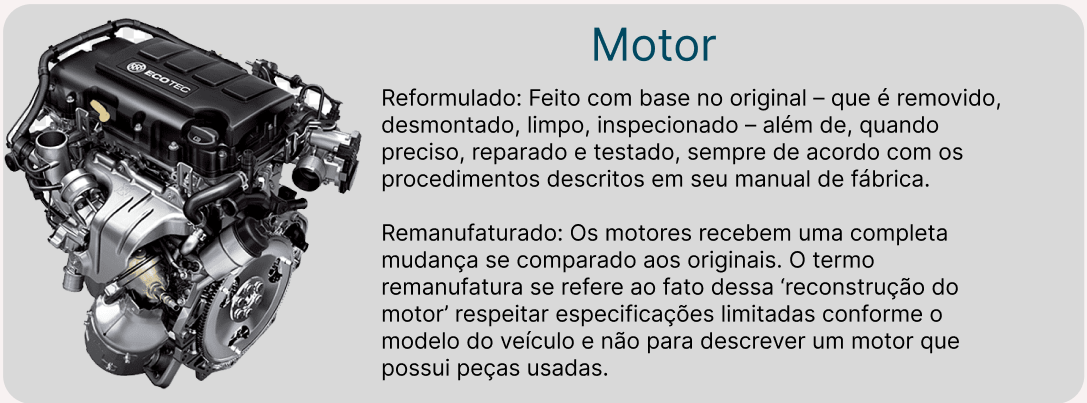 Motor
ECOTEC
Reformulado: Feito com base no original – que é removido,
desmontado, limpo, inspecionado – além de, quando
preciso, reparado e testado, sempre de acordo com os
procedimentos descritos em seu manual de fábrica.
Remanufaturado: Os motores recebem uma completa
mudança se comparado aos originais. O termo
remanufatura se refere ao fato dessa ‘reconstrução do
motor’ respeitar especificações limitadas conforme o
modelo do veículo e não para descrever um motor que
possui peças usadas.